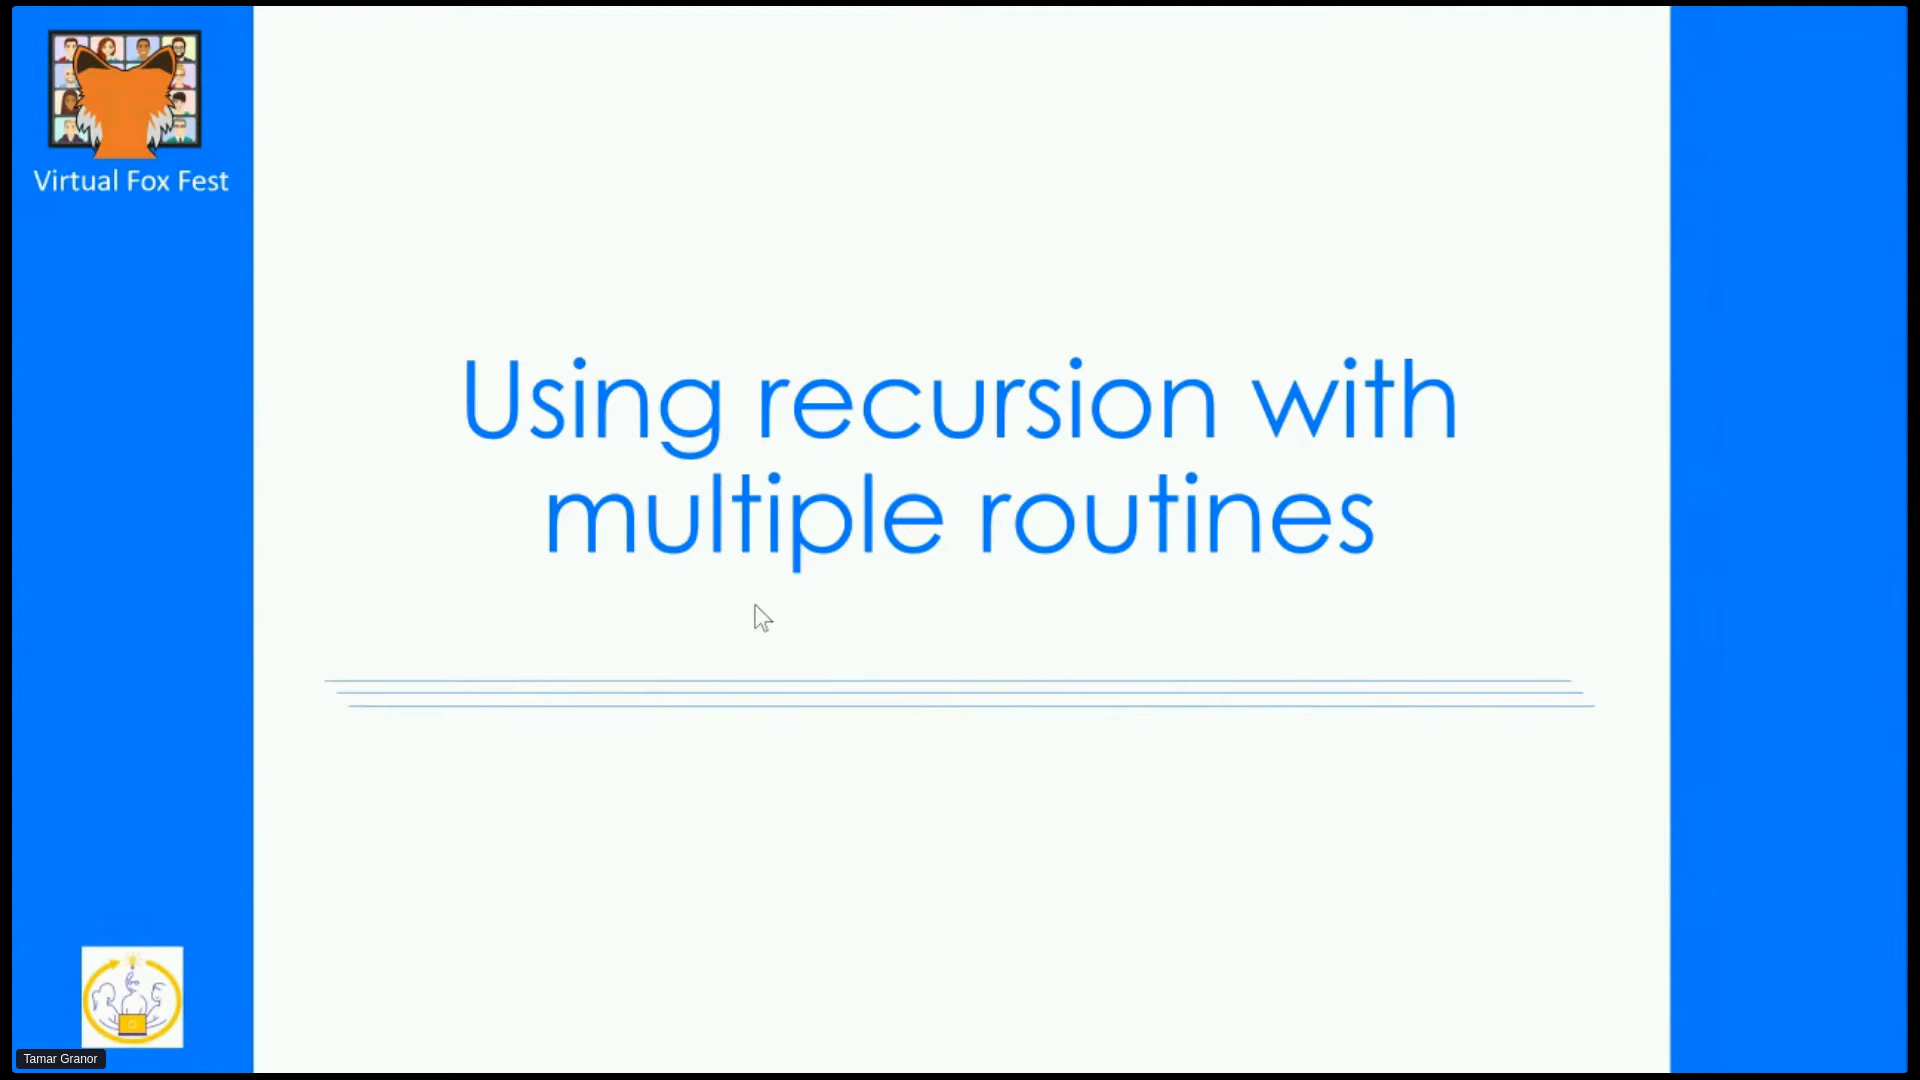 Virtual Fox Fest
Using recursion with
multiple routines
Tamar Granor